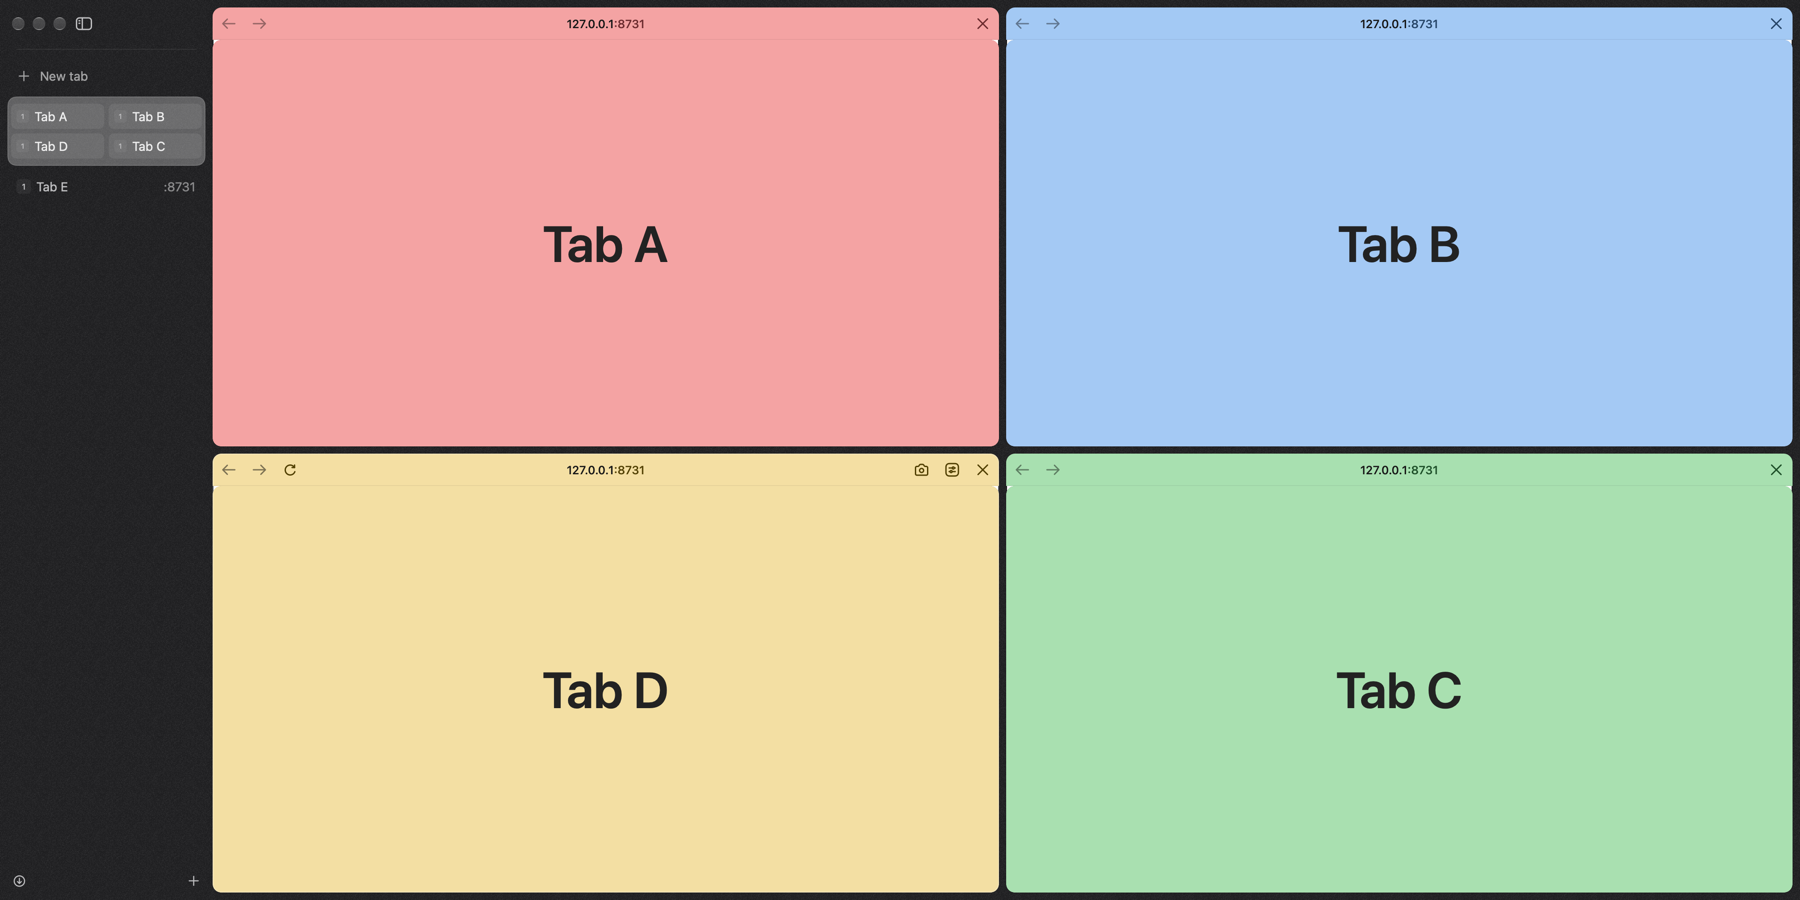 127.0.0.1:8731
127.0.0.1:8731
New tab
1 Tab A
1 Tab B
1 Tab D
1 Tab C
1 Tab E :8731
Tab A
Tab B
127.0.0.1:8731
127.0.0.1:8731
Tab D
Tab C